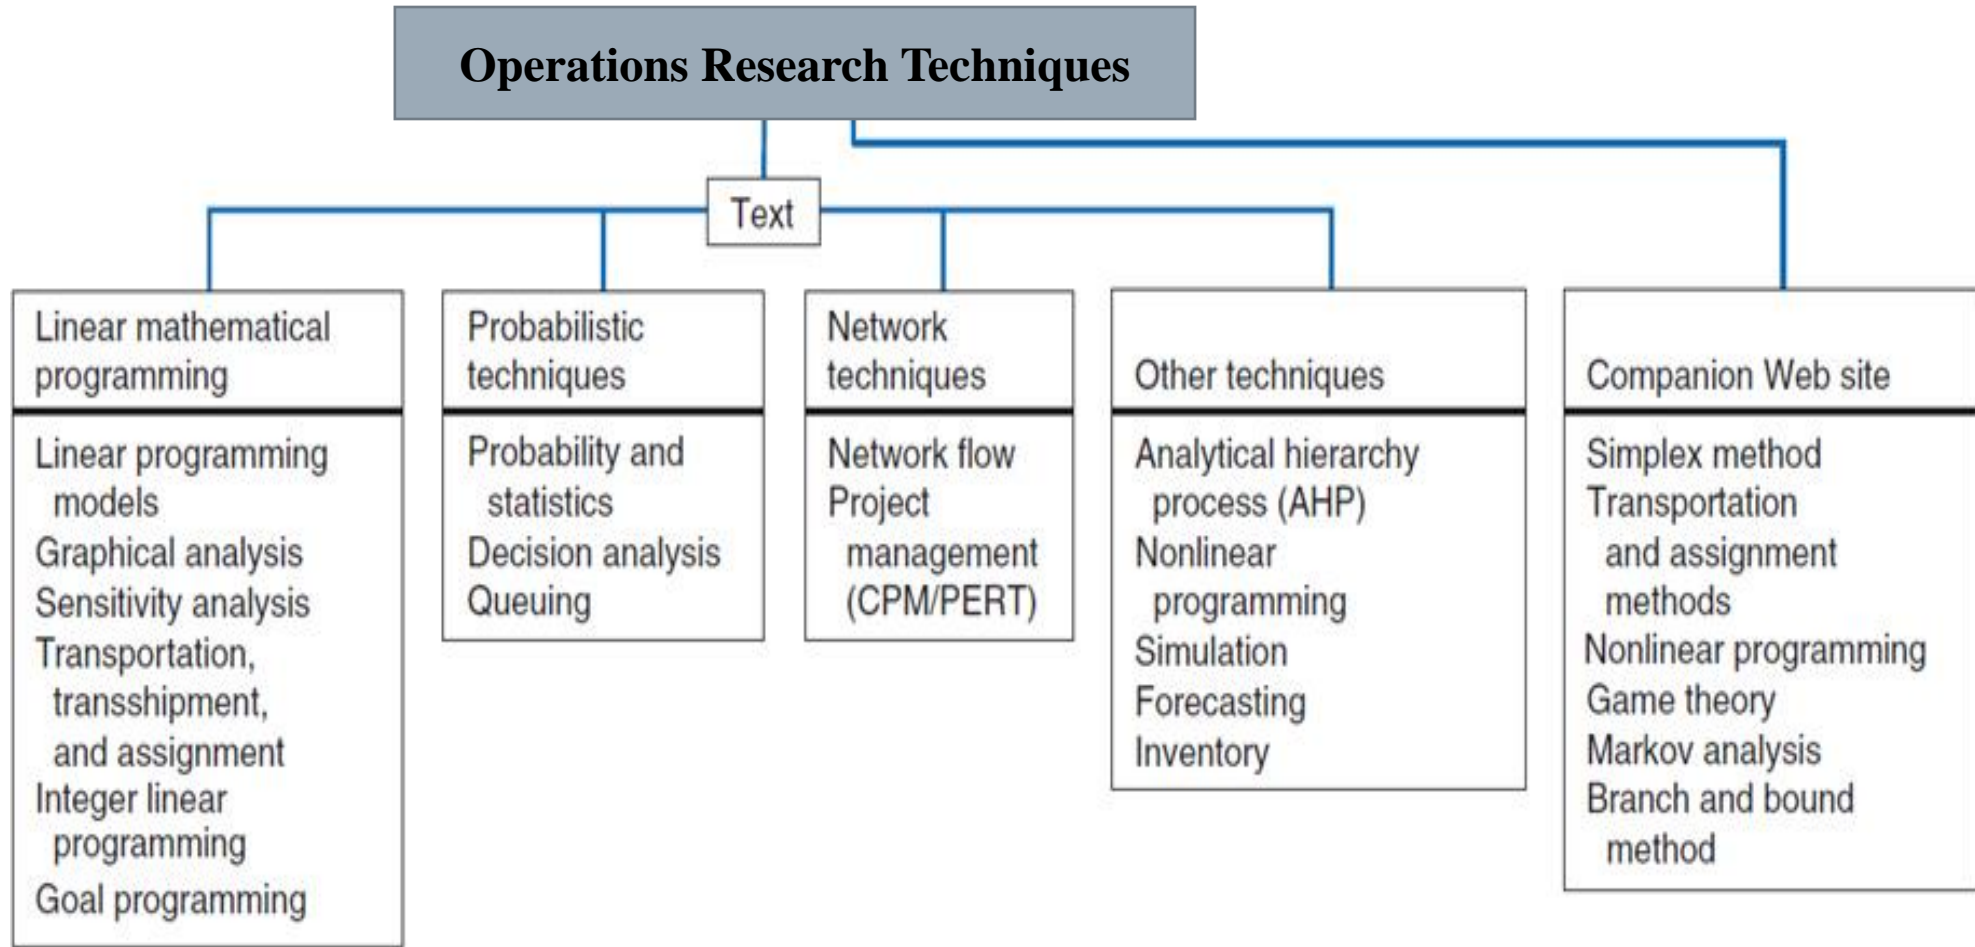 Operations Research Techniques
Text
Linear mathematical
programming
Linear programming
models
Graphical analysis
Sensitivity analysis
Transportation,
transshipment,
and assignment
Integer linear
programming
Goal programming
Probabilistic
techniques
Probability and
statistics
Decision analysis
Queuing
Network
techniques
Network flow
Project
management
(CPM/PERT)
Other techniques
Analytical hierarchy
process (AHP)
Nonlinear
programming
Simulation
Forecasting
Inventory
Companion Web site
Simplex method
Transportation
and assignment
methods
Nonlinear programming
Game theory
Markov analysis
Branch and bound
method